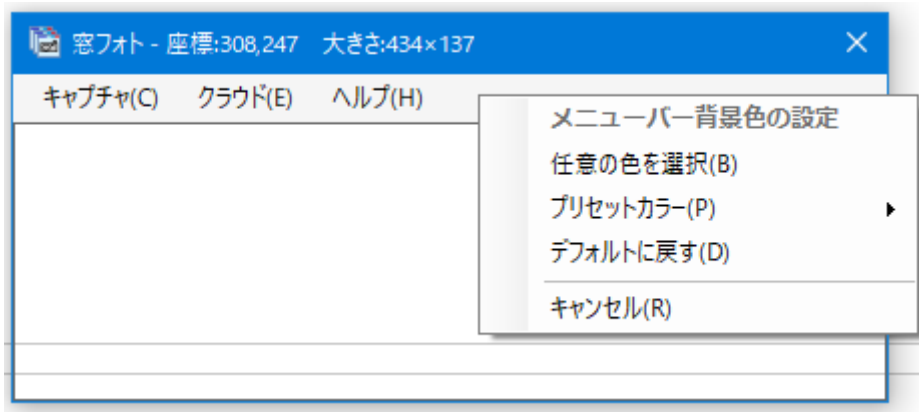 窓フォト - 座標:308,247 大きさ:434×137
キャプチャ(C) クラウド(E) ヘルプ(H)
メニューバー背景色の設定
任意の色を選択(B)
プリセットカラー(P)
デフォルトに戻す(D)
キャンセル(R)